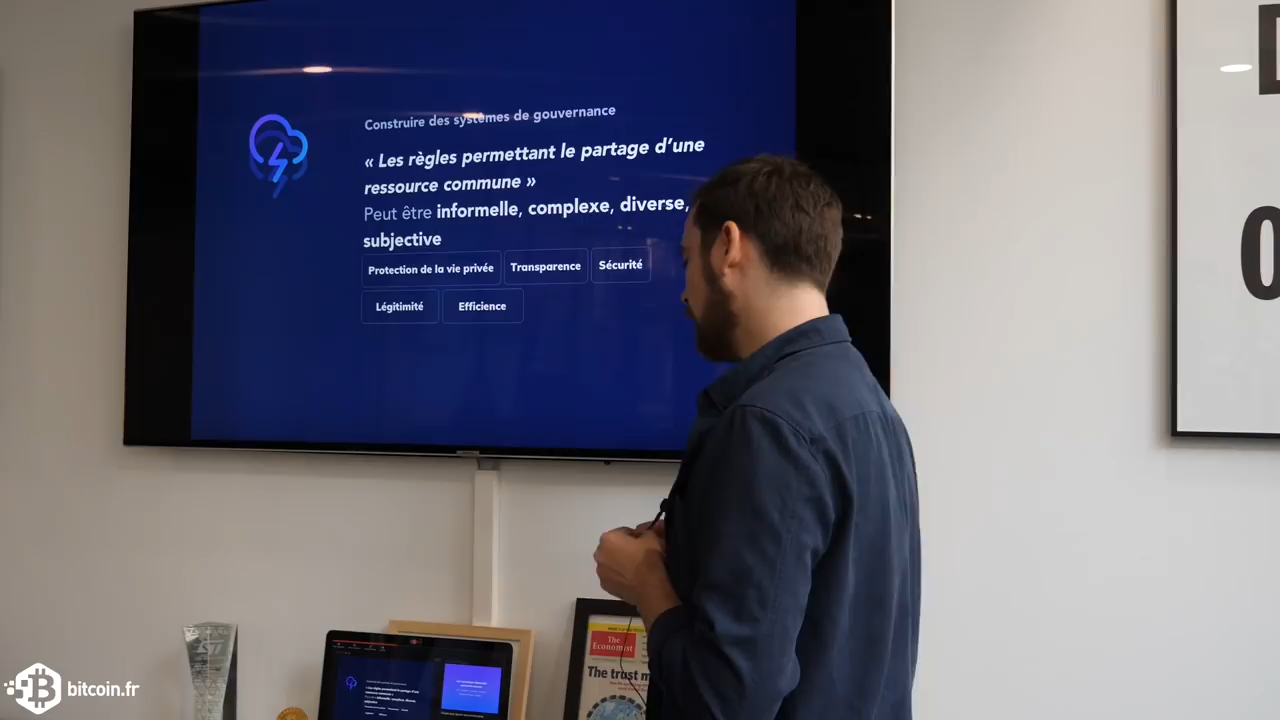 Construire des systèmes de gouvernance
« Les règles permettant le partage d'une
ressource commune »
Peut être informelle, complexe, diverse,
subjective
Protection de la vie privée
Transparence
Sécurité
Légitimité
Efficience
The
Economist
The trust m
bitcoin.fr